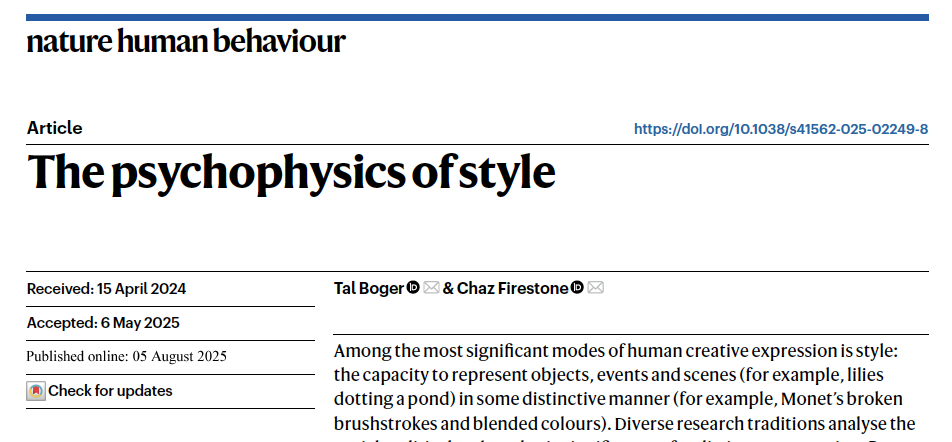 nature human behaviour
Article
https://doi.org/10.1038/s41562-025-02249-8
The psychophysics of style
Received: 15 April 2024
Accepted: 6 May 2025
Published online: 05 August 2025
Check for updates
Tal Boger & Chaz Firestone
Among the most significant modes of human creative expression is style:
the capacity to represent objects, events and scenes (for example, lilies
dotting a pond) in some distinctive manner (for example, Monet’s broken
brushstrokes and blended colours). Diverse research traditions analyse the